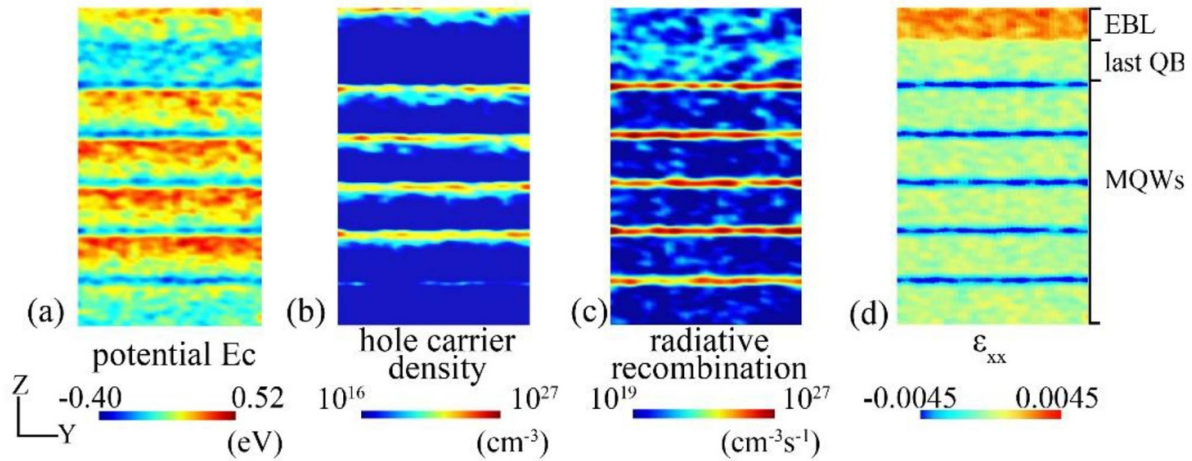 EBL
last QB
MQWs
(a)
(b)
(c)
(d)
potential Ec
hole carrier
density
radiative
recombination
εxx
Z
Y
-0.40
0.52
(eV)
10¹⁶
10²⁷
(cm⁻³)
10¹⁹
10²⁷
(cm⁻³s⁻¹)
-0.0045
0.0045